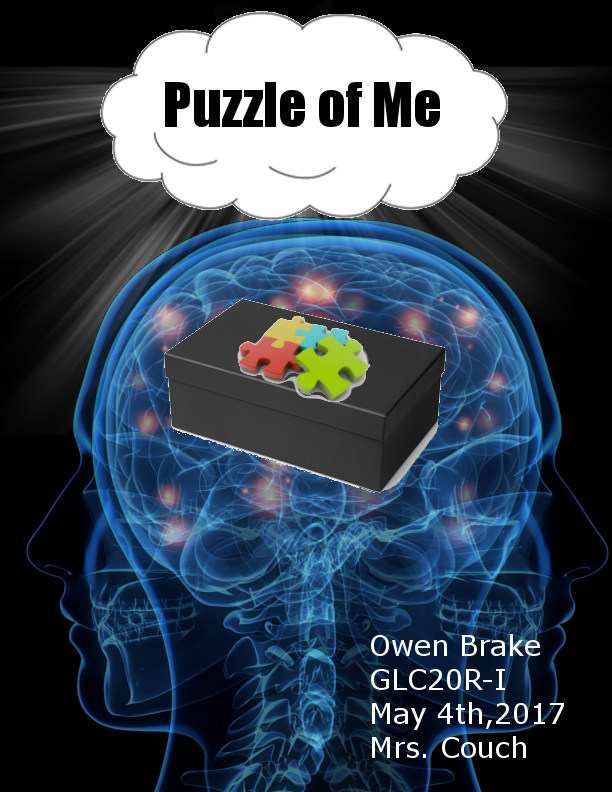 Puzzle of Me
Owen Brake
GLC20R-I
May 4th,2017
Mrs. Couch